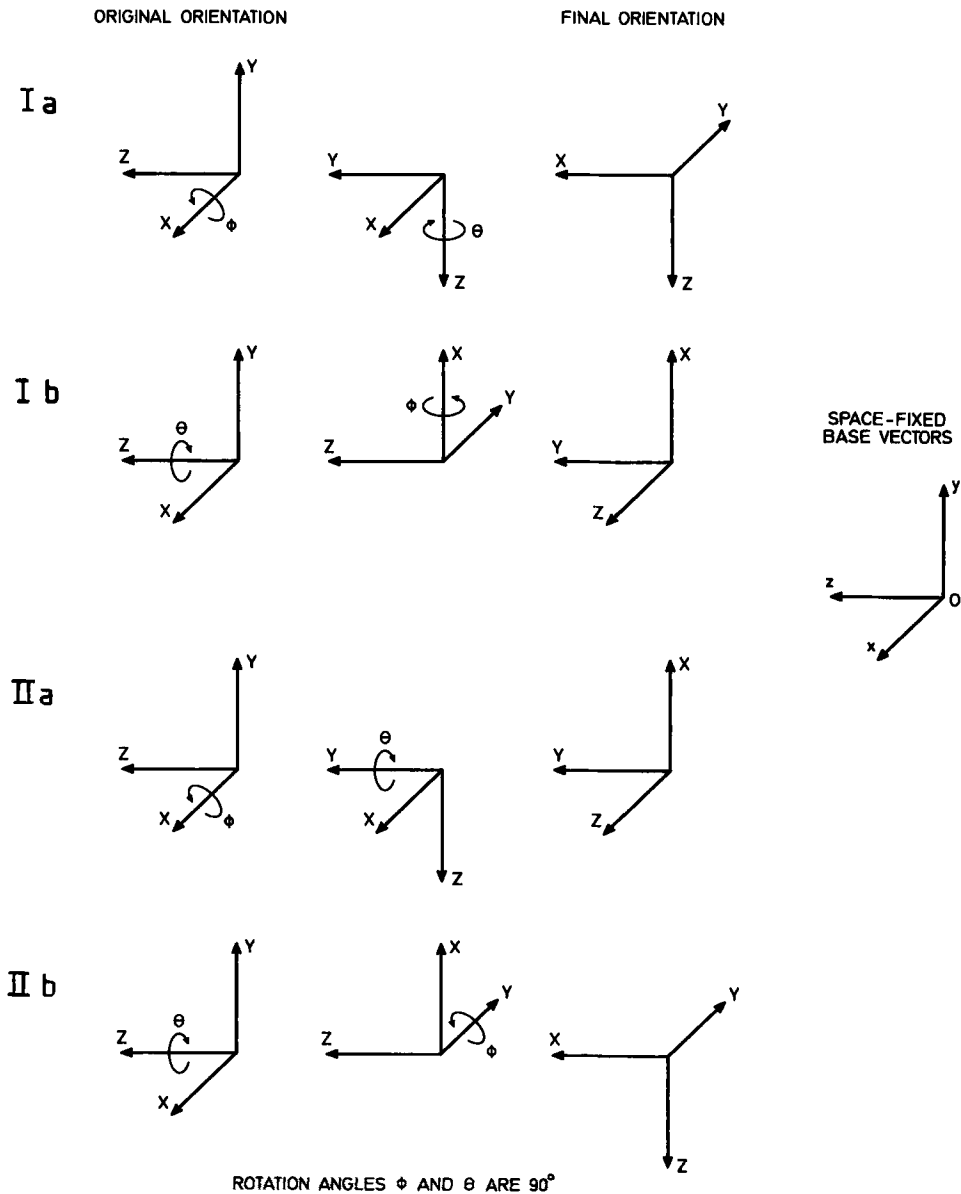 ORIGINAL ORIENTATION
FINAL ORIENTATION
I a
Y
Z
X
ϕ
Y
X
θ
Z
Y
X
Z
I b
Y
θ
Z
X
X
ϕ
Y
Z
X
Y
Z
SPACE-FIXED
BASE VECTORS
y
z
O
x
II a
Y
Z
X
ϕ
θ
Y
X
Z
X
Y
Z
II b
Y
θ
Z
X
X
Y
Z
ϕ
Y
X
Z
ROTATION ANGLES ϕ AND θ ARE 90°